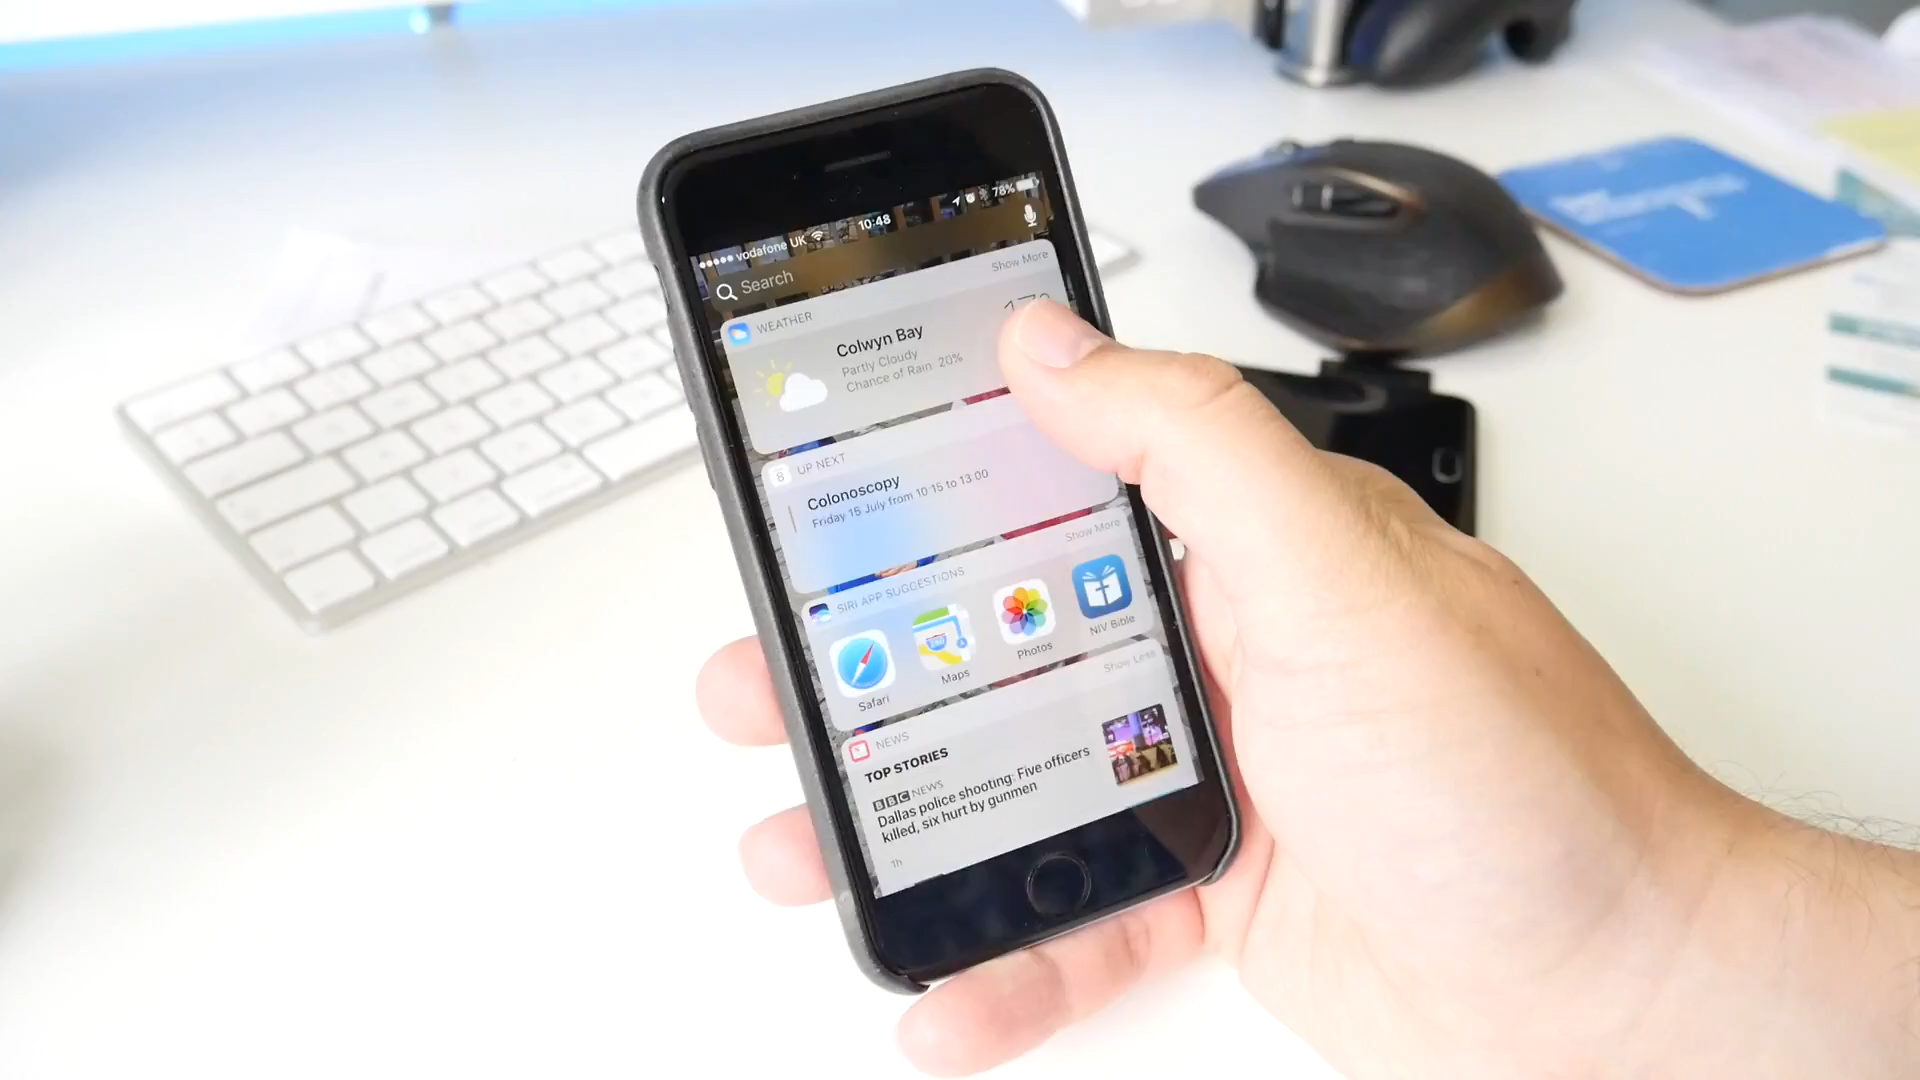 vodafone UK 10:48 78%
Search
Show More
WEATHER
Colwyn Bay
Partly Cloudy
Chance of Rain 20%
8 UP NEXT
Colonoscopy
Friday 15 July from 10:15 to 13:00
Show More
SIRI APP SUGGESTIONS
Safari
Maps
Photos
NIV Bible
Show Less
NEWS
TOP STORIES
BBC NEWS
Dallas police shooting: Five officers
killed, six hurt by gunmen
1h